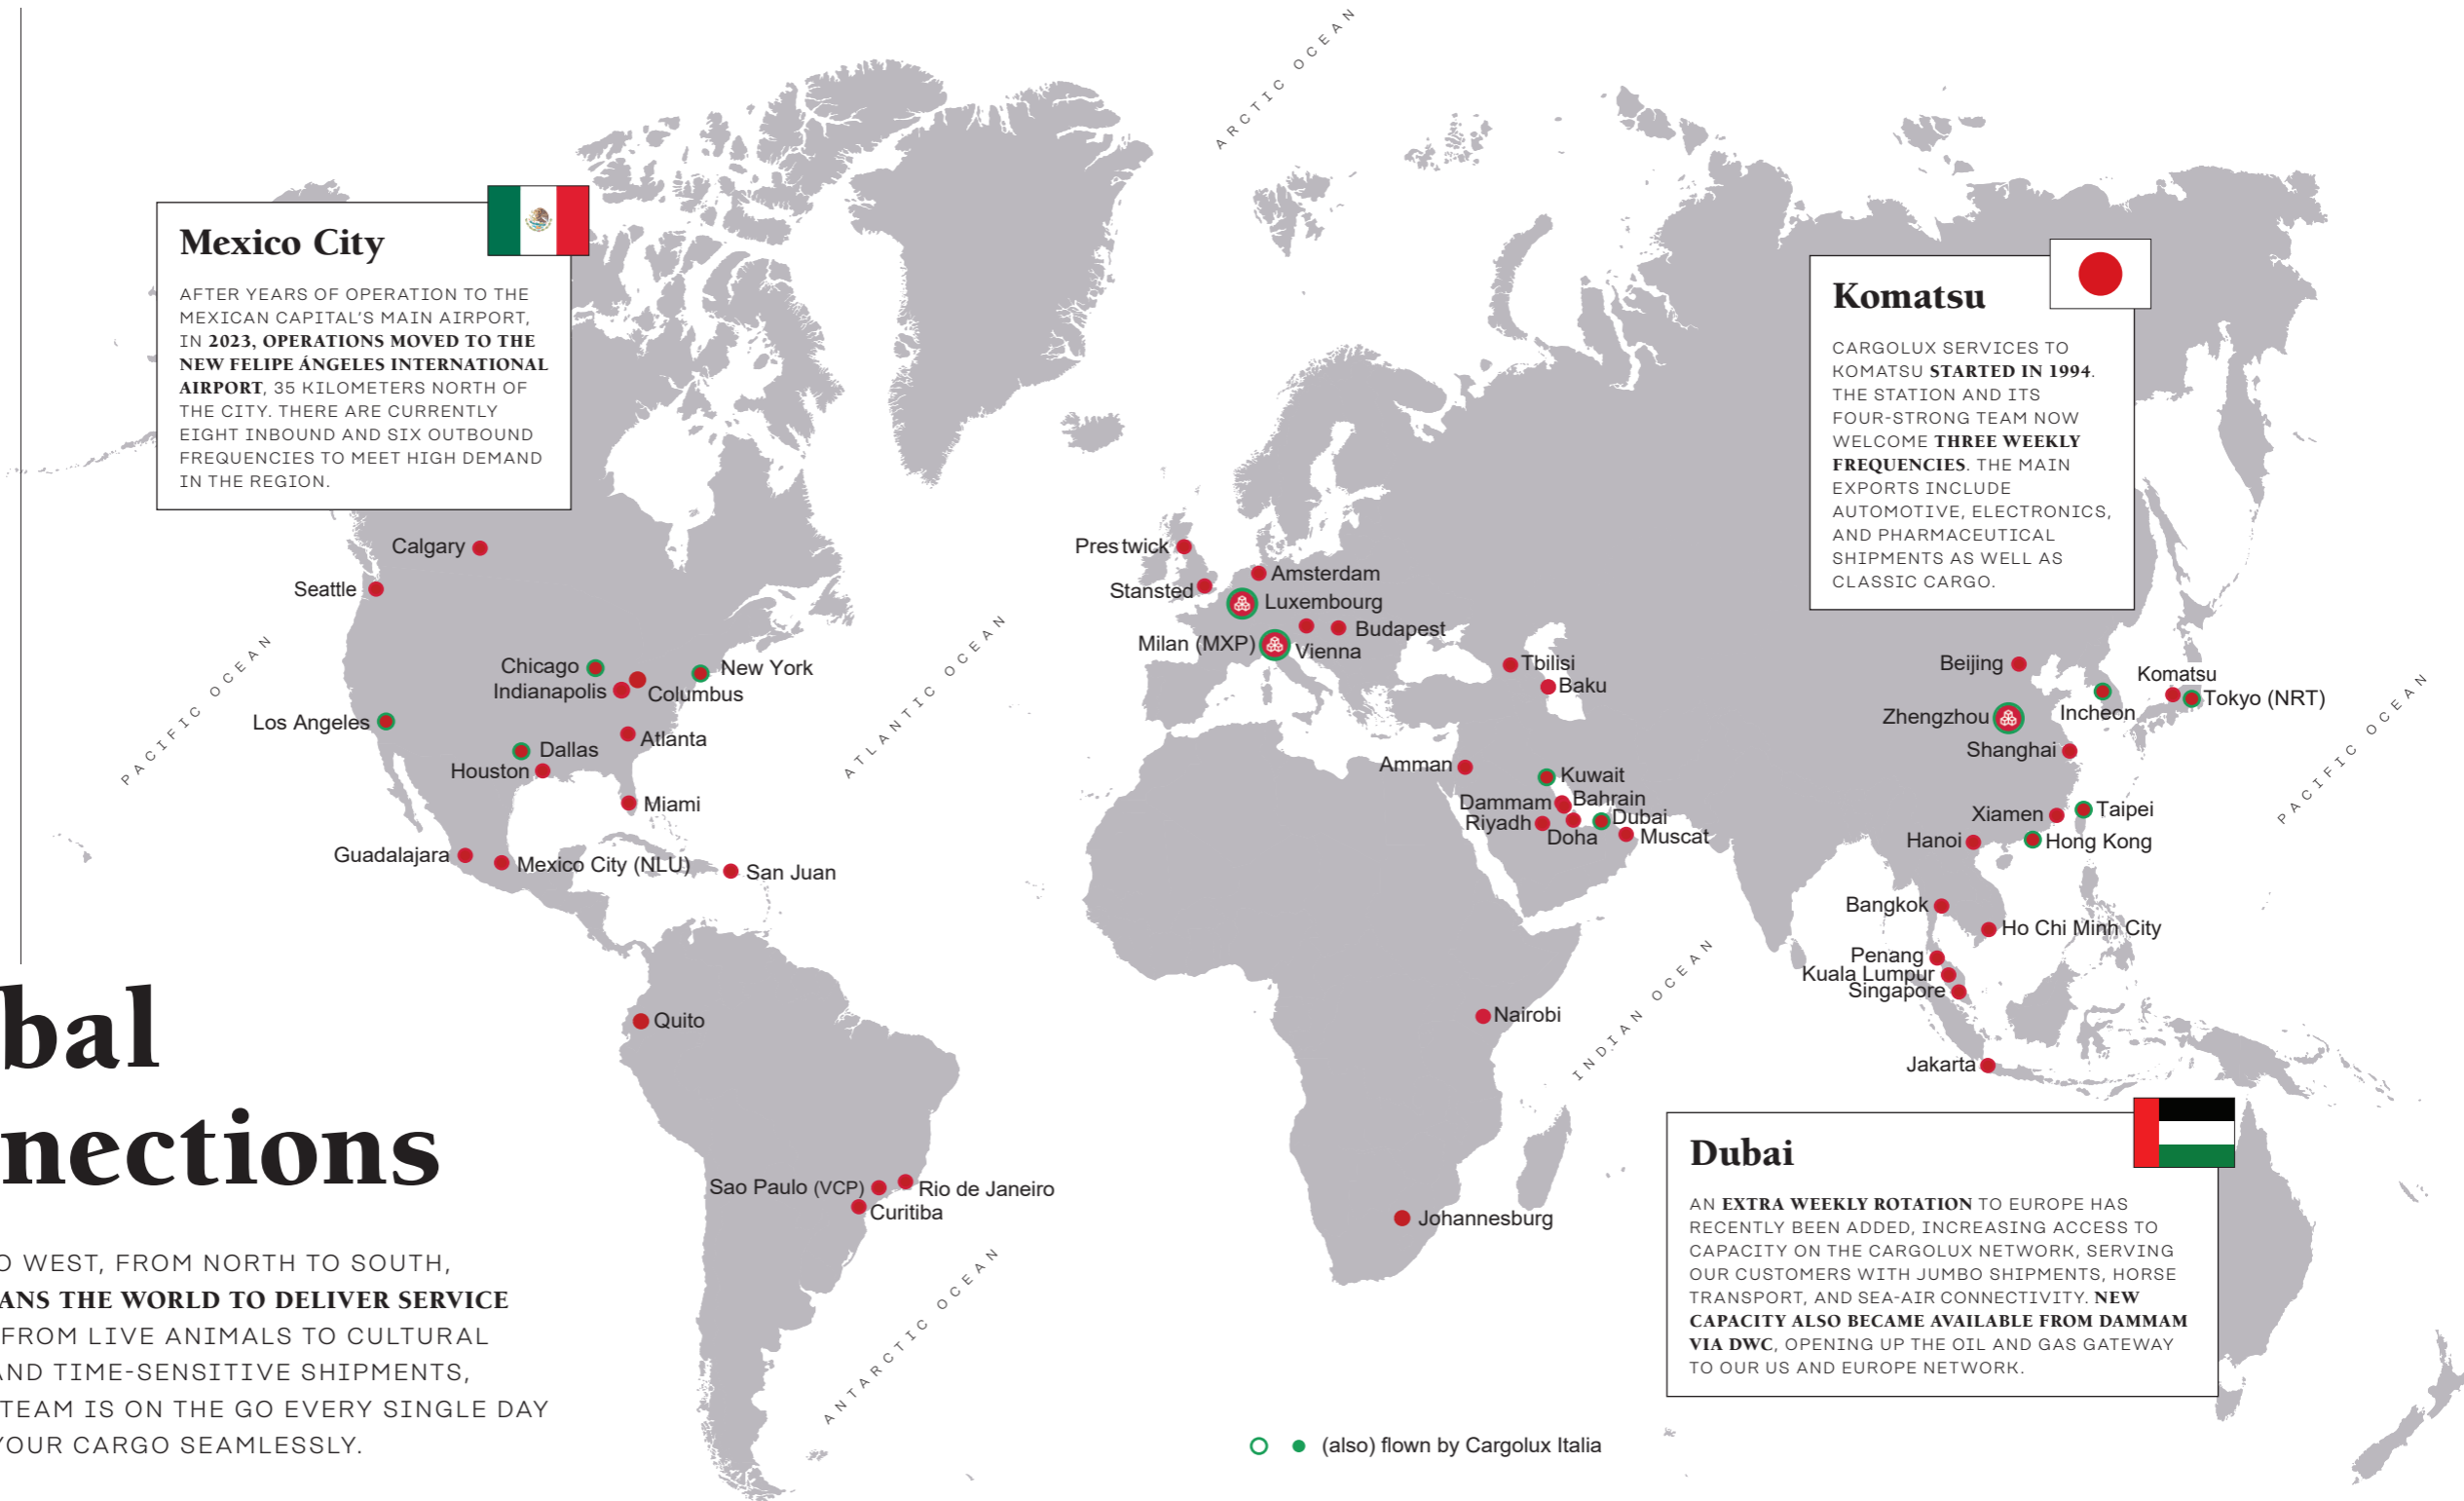 ARCTIC OCEAN
Mexico City
AFTER YEARS OF OPERATION TO THE
MEXICAN CAPITAL'S MAIN AIRPORT,
IN 2023, OPERATIONS MOVED TO THE
NEW FELIPE ÁNGELES INTERNATIONAL
AIRPORT, 35 KILOMETERS NORTH OF
THE CITY. THERE ARE CURRENTLY
EIGHT INBOUND AND SIX OUTBOUND
FREQUENCIES TO MEET HIGH DEMAND
IN THE REGION.
Komatsu
CARGOLUX SERVICES TO
KOMATSU STARTED IN 1994.
THE STATION AND ITS
FOUR-STRONG TEAM NOW
WELCOME THREE WEEKLY
FREQUENCIES. THE MAIN
EXPORTS INCLUDE
AUTOMOTIVE, ELECTRONICS,
AND PHARMACEUTICAL
SHIPMENTS AS WELL AS
CLASSIC CARGO.
Calgary
Seattle
PACIFIC OCEAN
Chicago
New York
Indianapolis
Columbus
Los Angeles
Dallas
Atlanta
Houston
Miami
Guadalajara
Mexico City (NLU)
San Juan
ATLANTIC OCEAN
Prestwick
Stansted
Amsterdam
Luxembourg
Budapest
Milan (MXP)
Vienna
Tbilisi
Baku
Amman
Kuwait
Dammam
Bahrain
Riyadh
Doha
Dubai
Muscat
Beijing
Komatsu
Zhengzhou
Incheon
Tokyo (NRT)
Shanghai
Xiamen
Taipei
Hanoi
Hong Kong
PACIFIC OCEAN
Bangkok
Ho Chi Minh City
Penang
Kuala Lumpur
Singapore
Jakarta
INDIAN OCEAN
Quito
Nairobi
Sao Paulo (VCP)
Rio de Janeiro
Curitiba
Johannesburg
ANTARCTIC OCEAN
bal
nections
O WEST, FROM NORTH TO SOUTH,
ANS THE WORLD TO DELIVER SERVICE
FROM LIVE ANIMALS TO CULTURAL
AND TIME-SENSITIVE SHIPMENTS,
TEAM IS ON THE GO EVERY SINGLE DAY
YOUR CARGO SEAMLESSLY.
Dubai
AN EXTRA WEEKLY ROTATION TO EUROPE HAS
RECENTLY BEEN ADDED, INCREASING ACCESS TO
CAPACITY ON THE CARGOLUX NETWORK, SERVING
OUR CUSTOMERS WITH JUMBO SHIPMENTS, HORSE
TRANSPORT, AND SEA-AIR CONNECTIVITY. NEW
CAPACITY ALSO BECAME AVAILABLE FROM DAMMAM
VIA DWC, OPENING UP THE OIL AND GAS GATEWAY
TO OUR US AND EUROPE NETWORK.
(also) flown by Cargolux Italia